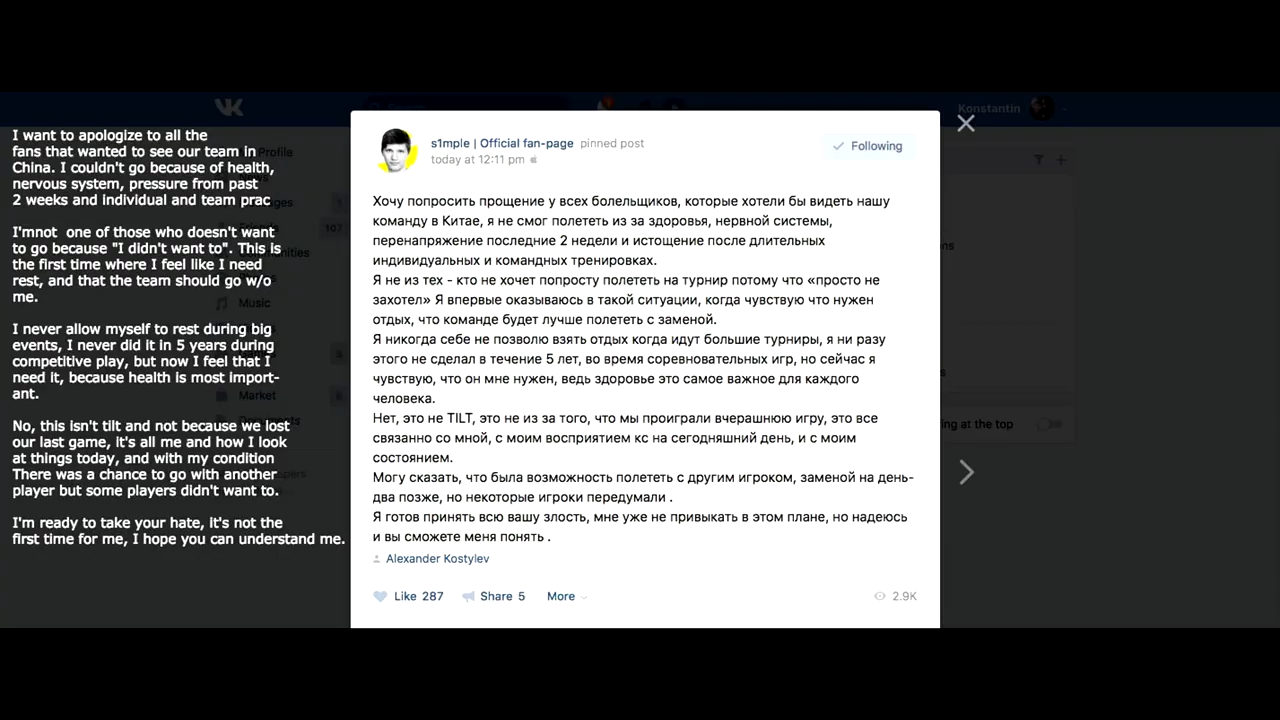 Konstantin
I want to apologize to all the
fans that wanted to see our team in
China. I couldn't go because of health,
nervous system, pressure from past
2 weeks and individual and team prac
I'mnot one of those who doesn't want
to go because "I didn't want to". This is
the first time where I feel like I need
rest, and that the team should go w/o
me.
I never allow myself to rest during big
events, I never did it in 5 years during
competitive play, but now I feel that I
need it, because health is most import-
ant.
No, this isn't tilt and not because we lost
our last game, it's all me and how I look
at things today, and with my condition
There was a chance to go with another
player but some players didn't want to.
I'm ready to take your hate, it's not the
first time for me, I hope you can understand me.
107
Music
Market
s1mple | Official fan-page pinned post
today at 12:11 pm
Following
Хочу попросить прощение у всех болельщиков, которые хотели бы видеть нашу
команду в Китае, я не смог полететь из за здоровья, нервной системы,
перенапряжение последние 2 недели и истощение после длительных
индивидуальных и командных тренировках.
Я не из тех - кто не хочет попросту полететь на турнир потому что «просто не
захотел» Я впервые оказываюсь в такой ситуации, когда чувствую что нужен
отдых, что команде будет лучше полететь с заменой.
Я никогда себе не позволю взять отдых когда идут большие турниры, я ни разу
этого не сделал в течение 5 лет, во время соревновательных игр, но сейчас я
чувствую, что он мне нужен, ведь здоровье это самое важное для каждого
человека.
Нет, это не TILT, это не из за того, что мы проиграли вчерашнюю игру, это все
связанно со мной, с моим восприятием кс на сегодняшний день, и с моим
состоянием.
Могу сказать, что была возможность полететь с другим игроком, заменой на день-
два позже, но некоторые игроки передумали .
Я готов принять всю вашу злость, мне уже не привыкать в этом плане, но надеюсь
и вы сможете меня понять .
Alexander Kostylev
Like 287 Share 5 More 2.9K
ing at the top